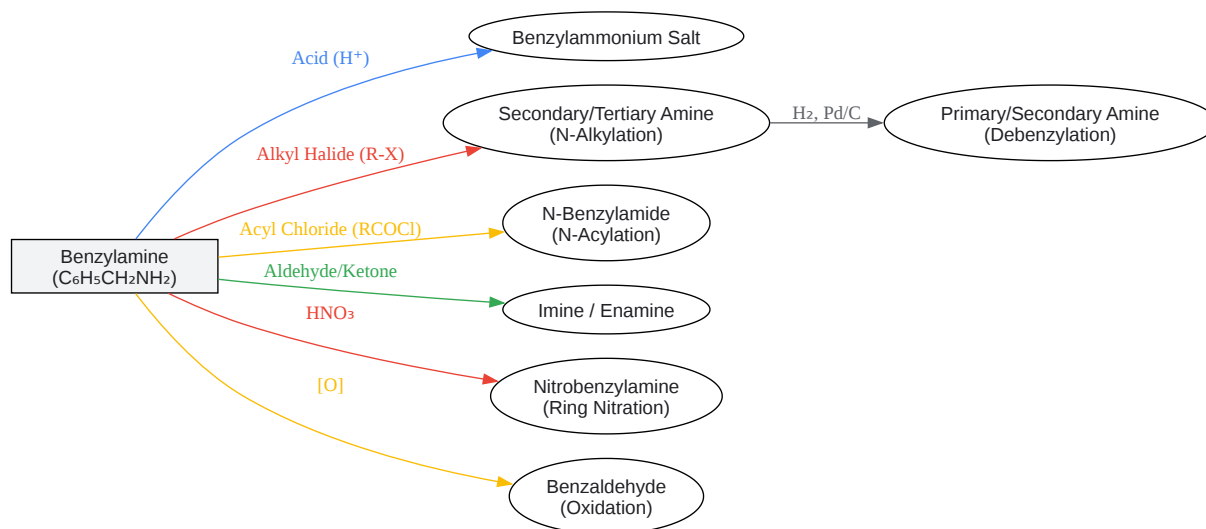 Benzylammonium Salt
Acid (H⁺)
Secondary/Tertiary Amine
(N-Alkylation)
H₂, Pd/C
Primary/Secondary Amine
(Debenzylation)
Alkyl Halide (R-X)
N-Benzylamide
(N-Acylation)
Acyl Chloride (RCOCl)
Benzylamine
(C₆H₅CH₂NH₂)
Aldehyde/Ketone
Imine / Enamine
HNO₃
Nitrobenzylamine
(Ring Nitration)
[O]
Benzaldehyde
(Oxidation)